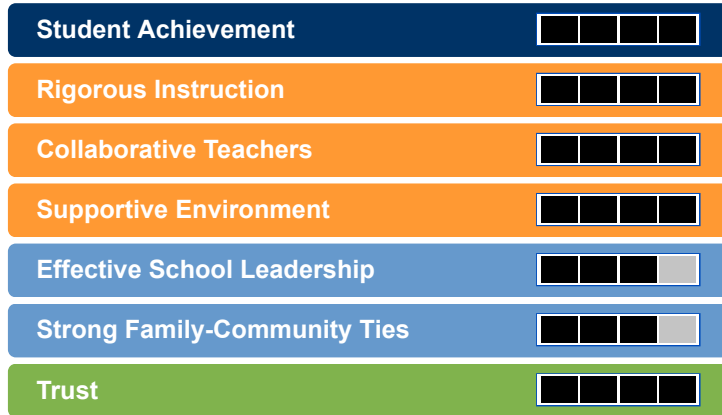 Student Achievement
Rigorous Instruction
Collaborative Teachers
Supportive Environment
Effective School Leadership
Strong Family-Community Ties
Trust